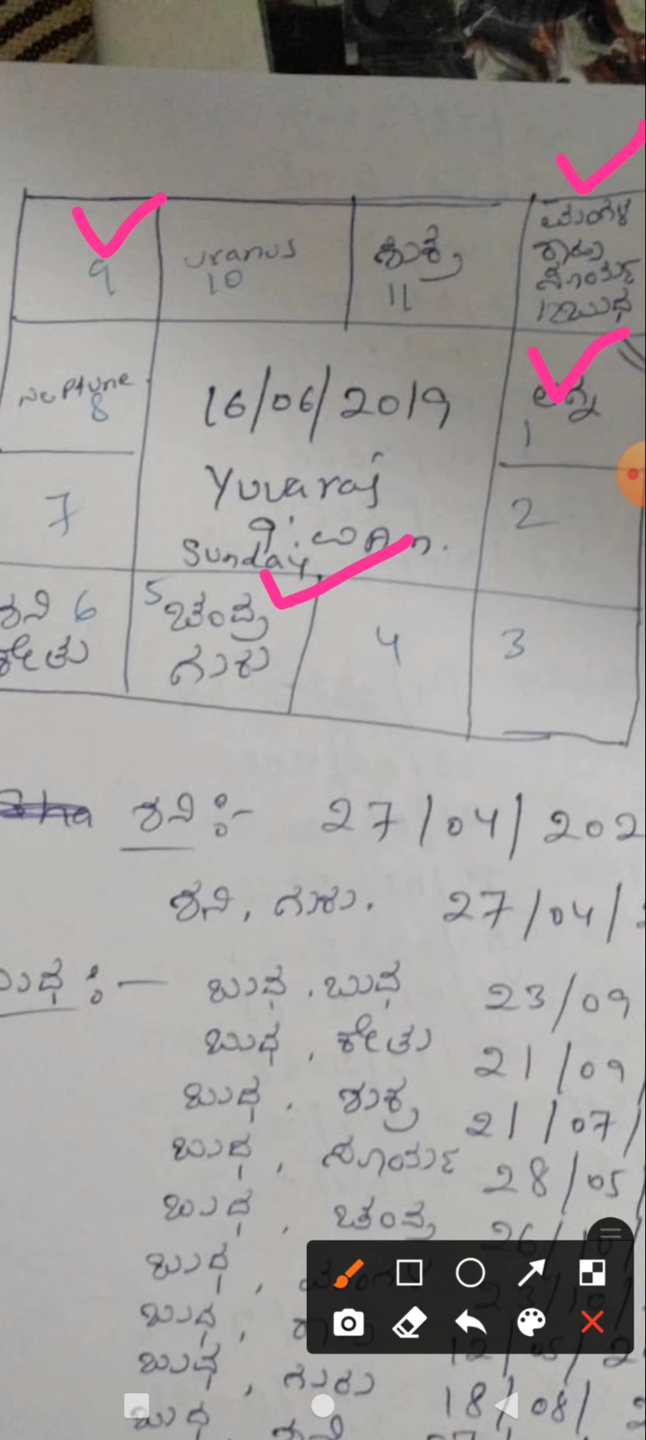 9
Uranus
10
ಶುಕ್ರ
11
ಮಂಗಳ
ರಾಹು
ಸೂರ್ಯ
12 ಬುಧ
Neptune
8
16/06/2019
ಲಗ್ನ
1
7
Yuvaraj
Sunday
2
ಶನಿ 6
ಕೇತು
5 ಚಂದ್ರ
ಗುರು
4
3
ಶನಿ :- 27/04/202
ಶನಿ, ಗುರು. 27/04/
ಬುಧ :- ಬುಧ . ಬುಧ 23/09
ಬುಧ , ಕೇತು 21/09
ಬುಧ . ಶುಕ್ರ 21/07/
ಬುಧ , ಸೂರ್ಯ 28/05
ಬುಧ , ಚಂದ್ರ 26/
ಬುಧ ,
ಬುಧ ,
ಬುಧ , ಗುರು 18/08/
ಬುಧ